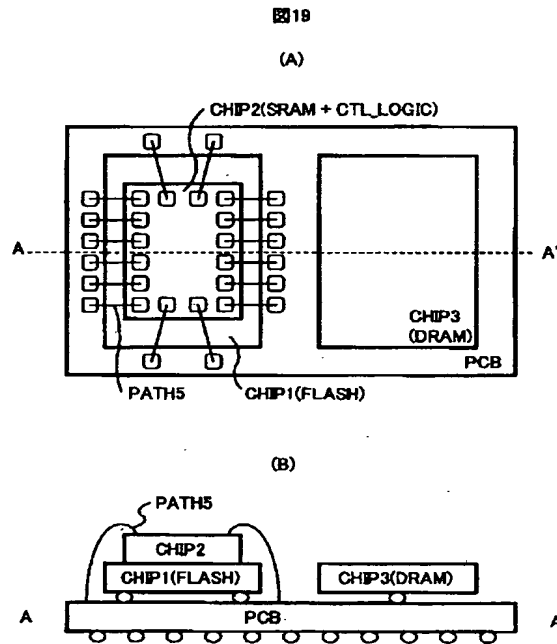 図19
(A)
CHIP2(SRAM + CTL_LOGIC)
A
A'
CHIP3
(DRAM)
PCB
PATH5
CHIP1(FLASH)
(B)
PATH5
CHIP2
CHIP1(FLASH)
CHIP3(DRAM)
A
PCB
A'